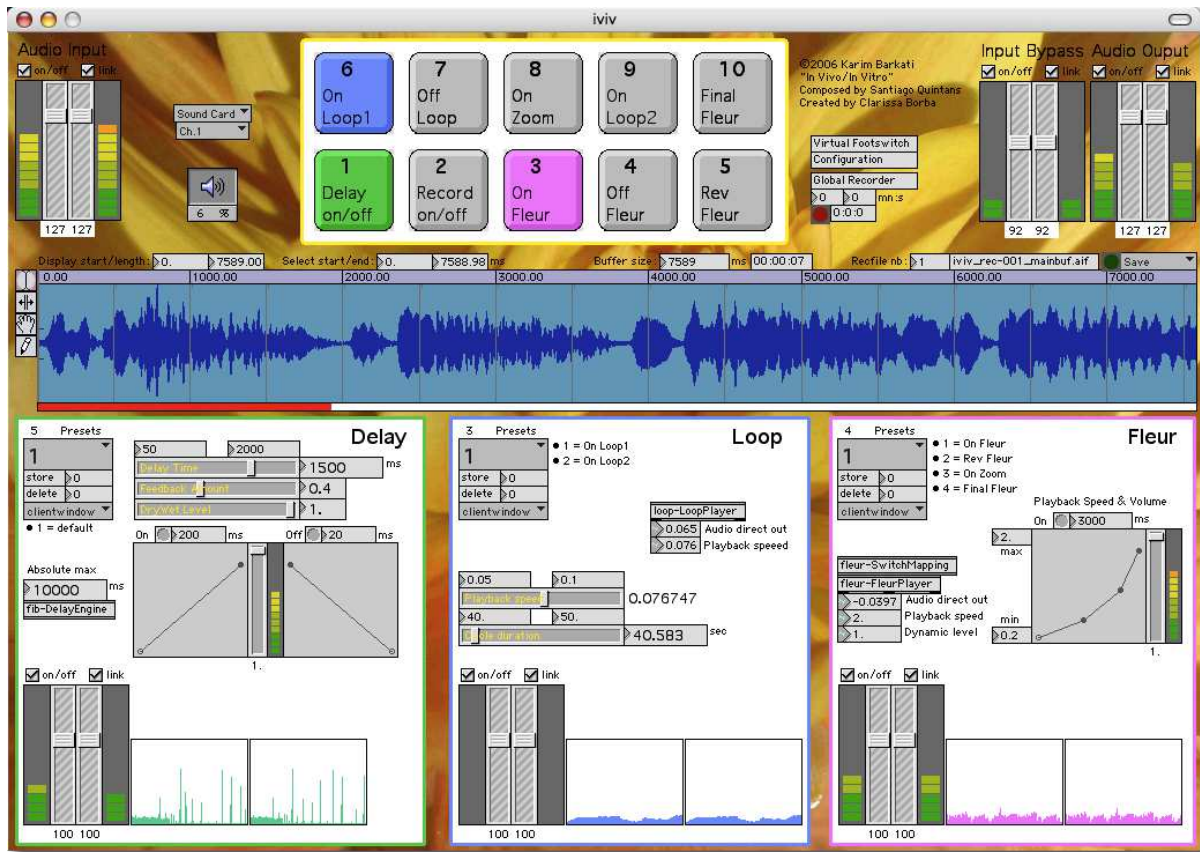 iviv
Audio Input
on/off link
127 127
Sound Card
Ch.1
6 %
6 On Loop1
7 Off Loop
8 On Zoom
9 On Loop2
10 Final Fleur
1 Delay on/off
2 Record on/off
3 On Fleur
4 Off Fleur
5 Rev Fleur
©2006 Karim Barkati
"In Vivo/In Vitro"
Composed by Santiago Quintans
Created by Clarissa Borba
Virtual Footswitch
Configuration
Global Recorder
0 0 mn:s
0:0:0
Input Bypass Audio Ouput
on/off link on/off link
92 92 127 127
Display start/length: 0. 7589.00 Select start/end: 0. 7588.98 ms Buffer size: 7589 ms 00:00:07 Recfile nb: 1 iviv_rec-001_mainbuf.aif Save
0.00 1000.00 2000.00 3000.00 4000.00 5000.00 6000.00 7000.00
Delay
5 Presets
1
store 0
delete 0
clientwindow
• 1 = default
50 2000
Delay Time 1500 ms
Feedback Amount 0.4
DryWet Level 1.
On 200 ms Off 20 ms
Absolute max
10000 ms
fib-DelayEngine
1.
on/off link
100 100
Loop
3 Presets
1
store 0
delete 0
clientwindow
• 1 = On Loop1
• 2 = On Loop2
loop-LoopPlayer
0.065 Audio direct out
0.076 Playback speeed
0.05 0.1
Playback speed 0.076747
40. 50.
Cycle duration 40.583 sec
on/off link
100 100
Fleur
4 Presets
1
store 0
delete 0
clientwindow
• 1 = On Fleur
• 2 = Rev Fleur
• 3 = On Zoom
• 4 = Final Fleur
Playback Speed & Volume
On 3000 ms
2.
max
fleur-SwitchMapping
fleur-FleurPlayer
-0.0397 Audio direct out
2. Playback speed
1. Dynamic level
min
0.2
1.
on/off link
100 100